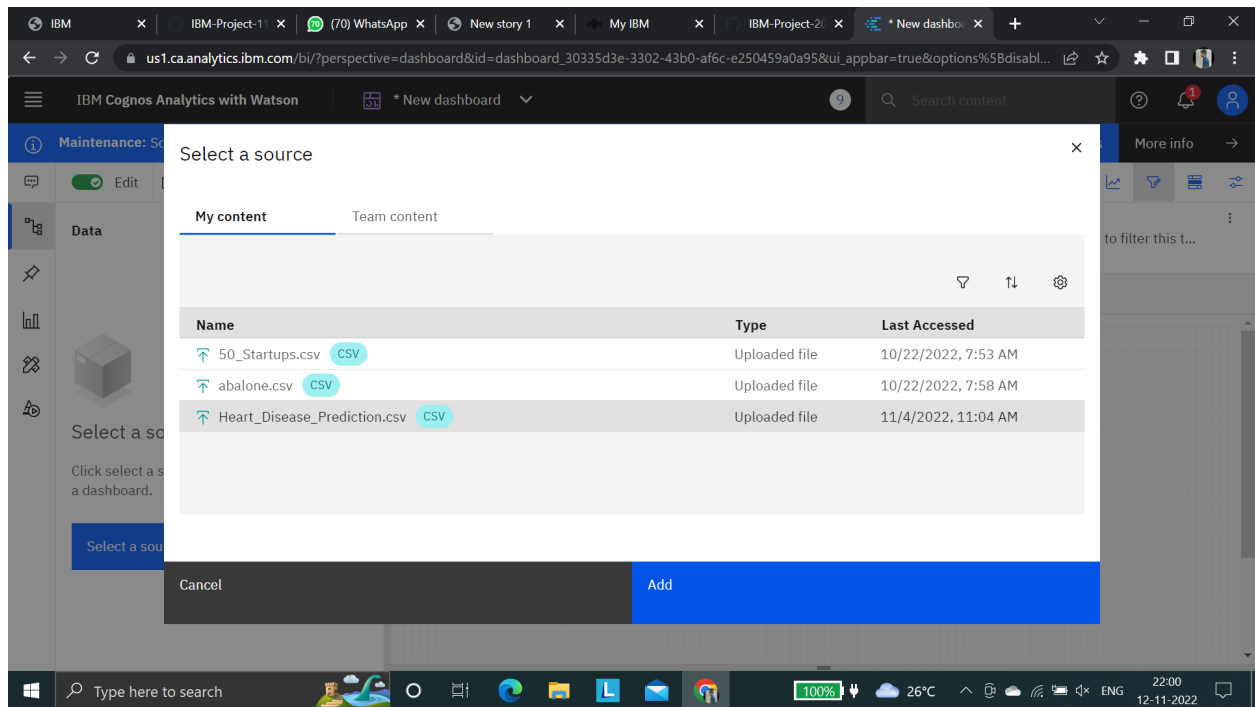 IBM
IBM-Project-11
(70) WhatsApp
New story 1
My IBM
IBM-Project-20
* New dashboa
us1.ca.analytics.ibm.com/bi/?perspective=dashboard&id=dashboard_30335d3e-3302-43b0-af6c-e250459a0a95&ui_appbar=true&options%5Bdisabl...
IBM Cognos Analytics with Watson
* New dashboard
9
Search content
1
Maintenance: Sc
More info
Edit
Data
to filter this t...
Select a source
My content
Team content
Name Type Last Accessed
50_Startups.csv CSV Uploaded file 10/22/2022, 7:53 AM
abalone.csv CSV Uploaded file 10/22/2022, 7:58 AM
Heart_Disease_Prediction.csv CSV Uploaded file 11/4/2022, 11:04 AM
Select a so
Click select a s
a dashboard.
Select a sou
Cancel
Add
Type here to search
L
100%
26°C
ENG
22:00
12-11-2022